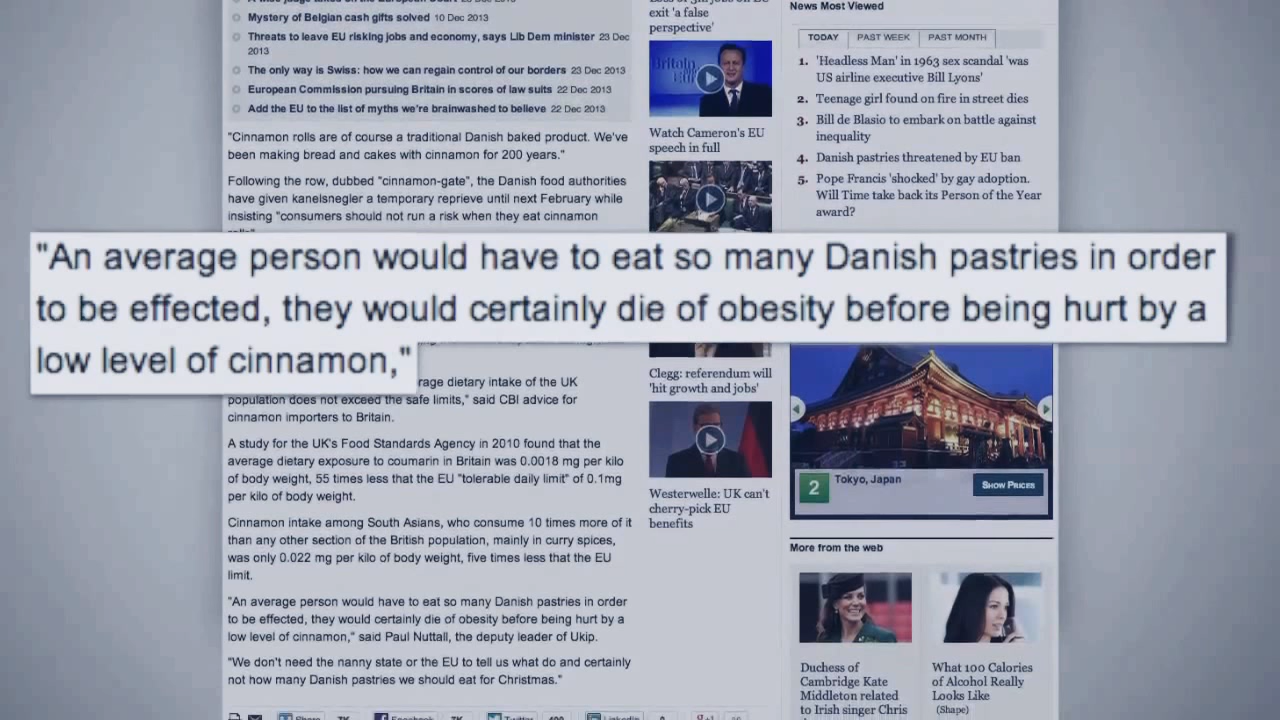 A wise judge takes on the European Court
Mystery of Belgian cash gifts solved 10 Dec 2013
Threats to leave EU risking jobs and economy, says Lib Dem minister 23 Dec
2013
The only way is Swiss: how we can regain control of our borders 23 Dec 2013
European Commission pursuing Britain in scores of law suits 22 Dec 2013
Add the EU to the list of myths we're brainwashed to believe 22 Dec 2013
"Cinnamon rolls are of course a traditional Danish baked product. We've
been making bread and cakes with cinnamon for 200 years."
Following the row, dubbed "cinnamon-gate", the Danish food authorities
have given kanelsnegler a temporary reprieve until next February while
insisting "consumers should not run a risk when they eat cinnamon
"An average person would have to eat so many Danish pastries in order
to be effected, they would certainly die of obesity before being hurt by a
low level of cinnamon,"
rage dietary intake of the UK
population does not exceed the safe limits," said CBI advice for
cinnamon importers to Britain.
A study for the UK's Food Standards Agency in 2010 found that the
average dietary exposure to coumarin in Britain was 0.0018 mg per kilo
of body weight, 55 times less that the EU "tolerable daily limit" of 0.1mg
per kilo of body weight.
Cinnamon intake among South Asians, who consume 10 times more of it
than any other section of the British population, mainly in curry spices,
was only 0.022 mg per kilo of body weight, five times less that the EU
limit.
"An average person would have to eat so many Danish pastries in order
to be effected, they would certainly die of obesity before being hurt by a
low level of cinnamon," said Paul Nuttall, the deputy leader of Ukip.
"We don't need the nanny state or the EU to tell us what do and certainly
not how many Danish pastries we should eat for Christmas."
Share
Facebook
Twitter
LinkedIn
exit 'a false
perspective'
Britain
Watch Cameron's EU
speech in full
Clegg: referendum will
'hit growth and jobs'
Westerwelle: UK can't
cherry-pick EU
benefits
News Most Viewed
TODAY PAST WEEK PAST MONTH
1. 'Headless Man' in 1963 sex scandal 'was
US airline executive Bill Lyons'
2. Teenage girl found on fire in street dies
3. Bill de Blasio to embark on battle against
inequality
4. Danish pastries threatened by EU ban
5. Pope Francis 'shocked' by gay adoption.
Will Time take back its Person of the Year
award?
2 Tokyo, Japan SHOW PRICES
More from the web
Duchess of
Cambridge Kate
Middleton related
to Irish singer Chris
What 100 Calories
of Alcohol Really
Looks Like
(Shape)